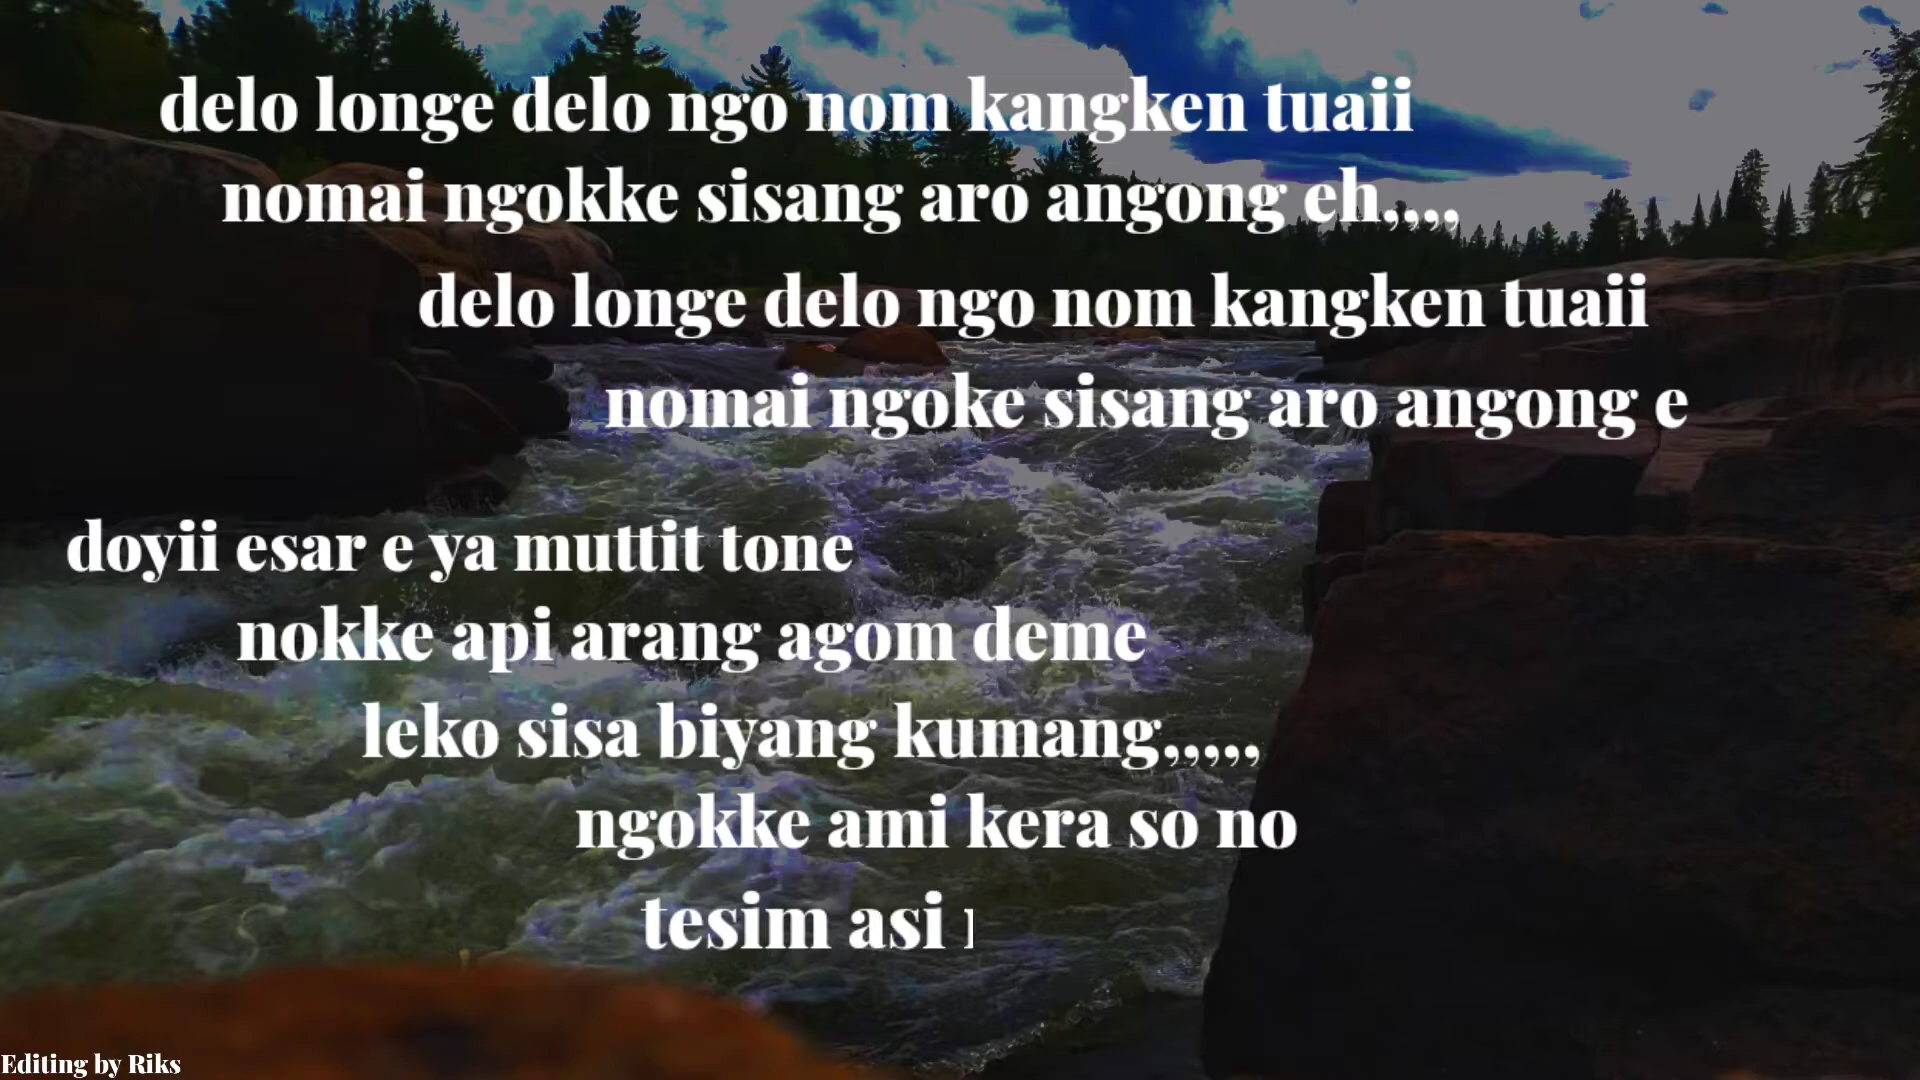 delo longe delo ngo nom kangken tuaii
nomai ngokke sisang aro angong eh,,,,
delo longe delo ngo nom kangken tuaii
nomai ngoke sisang aro angong e
doyii esar e ya muttit tone
nokke api arang agom deme
leko sisa biyang kumang,,,,,
ngokke ami kera so no
tesim asi
Editing by Riks